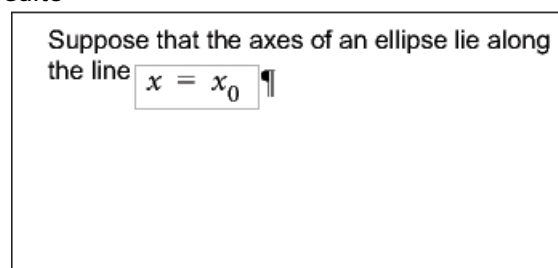 Suppose that the axes of an ellipse lie along
the line x = x₀ ¶